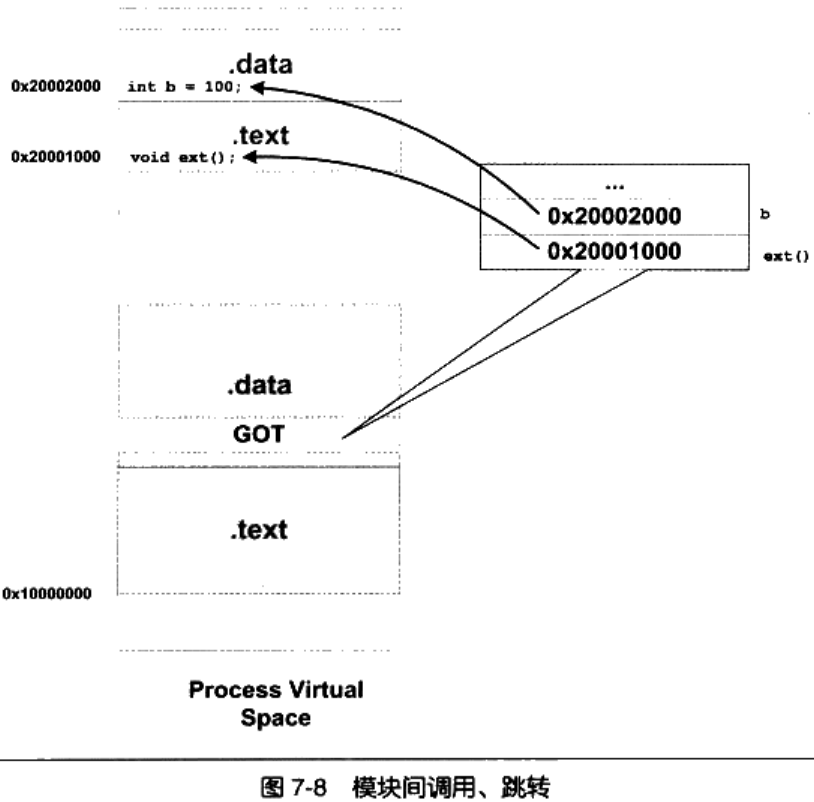 .data
0x20002000 int b = 100;
.text
0x20001000 void ext();
...
0x20002000 b
0x20001000 ext()
.data
GOT
.text
0x10000000
Process Virtual
Space
图 7-8 模块间调用、跳转